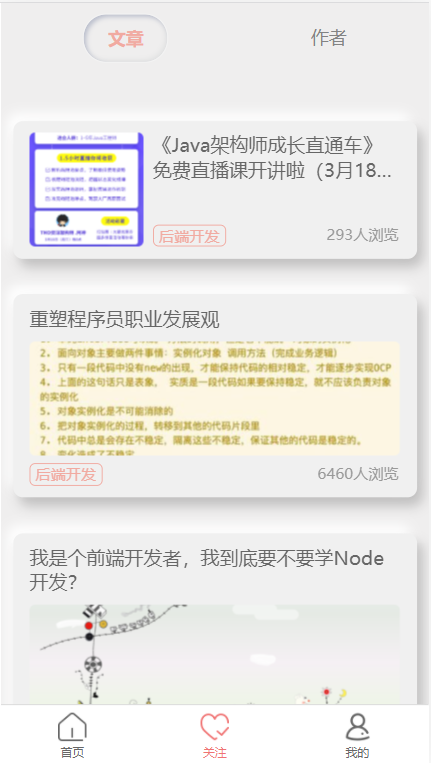 文章
作者
《Java架构师成长直通车》
免费直播课开讲啦（3月18...
1.5小时直播你将收获
后端开发
293人浏览
重塑程序员职业发展观
2、面向对象主要做两件事情：实例化对象 调用方法（完成业务逻辑）
3、只有一段代码中没有new的出现，才能保持代码的相对稳定，才能逐步实现OCP
4、上面的这句话只是表象，实质是一段代码如果要保持稳定，就不应该负责对象
的实例化
5、对象实例化是不可能消除的
6、把对象实例化的过程，转移到其他的代码片段里
7、代码中总是会存在不稳定，隔离这些不稳定，保证其他的代码是稳定的。
后端开发
6460人浏览
我是个前端开发者，我到底要不要学Node
开发？
首页
关注
我的